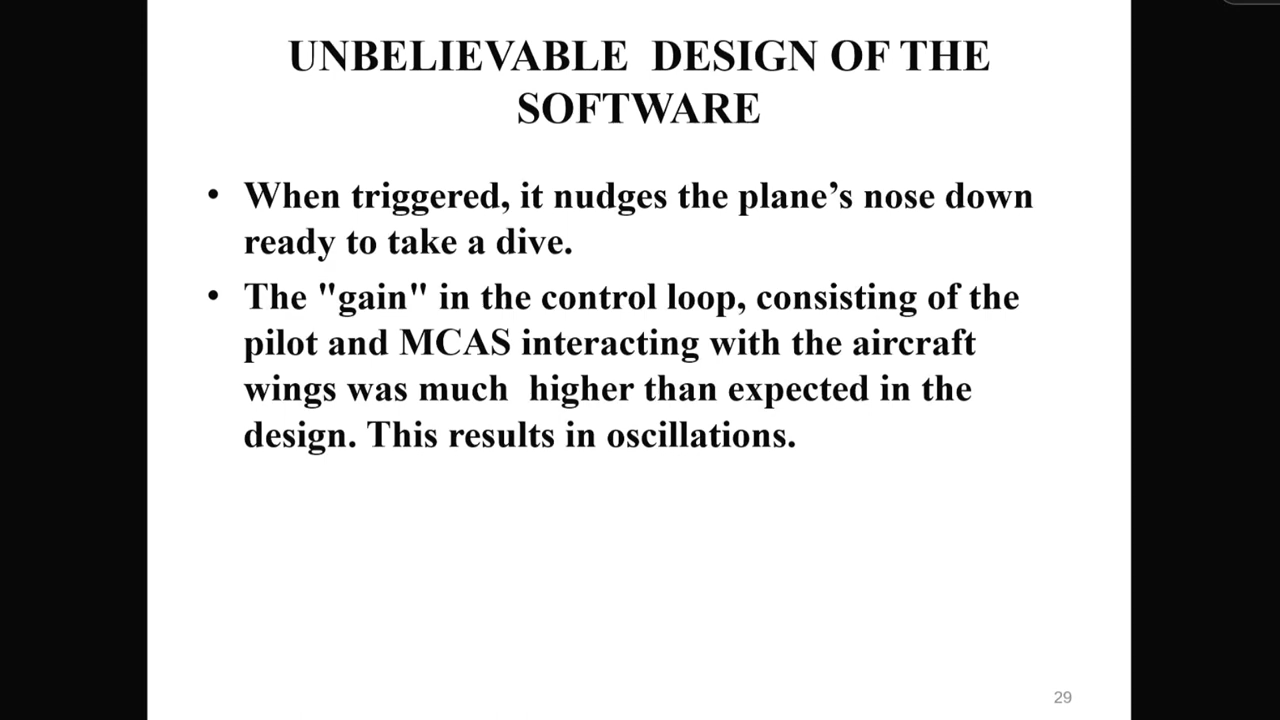 UNBELIEVABLE  DESIGN OF THE
SOFTWARE
• When triggered, it nudges the plane’s nose down
ready to take a dive.
• The "gain" in the control loop, consisting of the
pilot and MCAS interacting with the aircraft
wings was much  higher than expected in the
design. This results in oscillations.
29